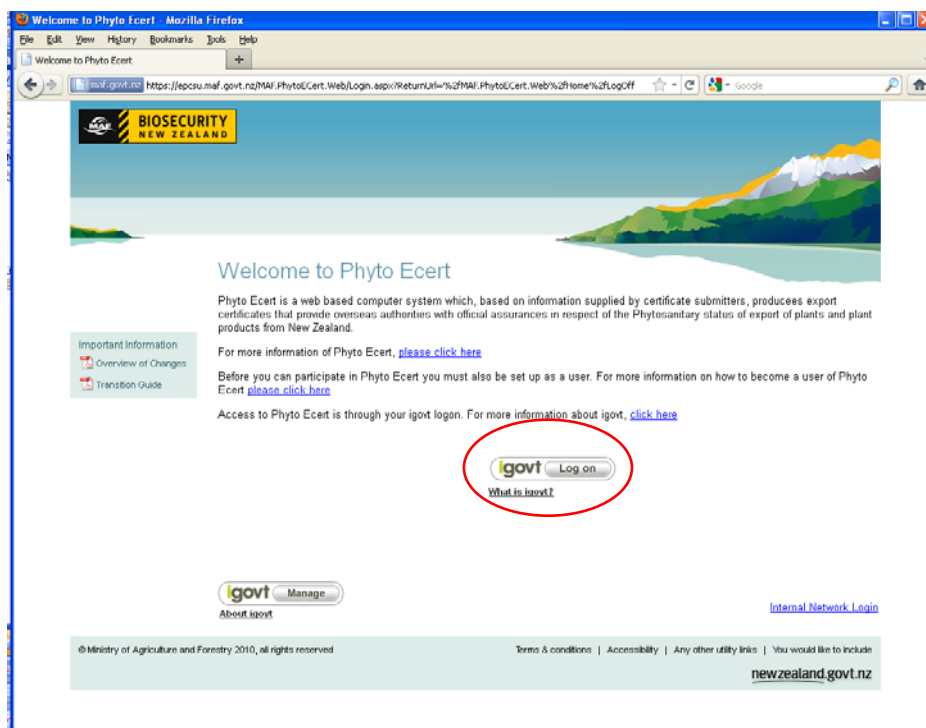 Welcome to Phyto Ecert - Mozilla Firefox
File Edit View History Bookmarks Tools Help
Welcome to Phyto Ecert +
maf.govt.nz https://epcsu.maf.govt.nz/MAF.PhytoECert.Web/Login.aspx?ReturnUrl=%2fMAF.PhytoECert.Web%2fHome%2fLogOff Google
MAF BIOSECURITY
NEW ZEALAND
Welcome to Phyto Ecert
Phyto Ecert is a web based computer system which, based on information supplied by certificate submitters, producees export
certificates that provide overseas authorities with official assurances in respect of the Phytosanitary status of export of plants and plant
products from New Zealand.
Important Information
Overview of Changes
Transition Guide
For more information of Phyto Ecert, please click here
Before you can participate in Phyto Ecert you must also be set up as a user. For more information on how to become a user of Phyto
Ecert please click here
Access to Phyto Ecert is through your igovt logon. For more information about igovt, click here
igovt Log on
What is igovt?
igovt Manage
About igovt
Internal Network Login
© Ministry of Agriculture and Forestry 2010, all rights reserved
Terms & conditions | Accessibility | Any other utility links | You would like to include
newzealand.govt.nz